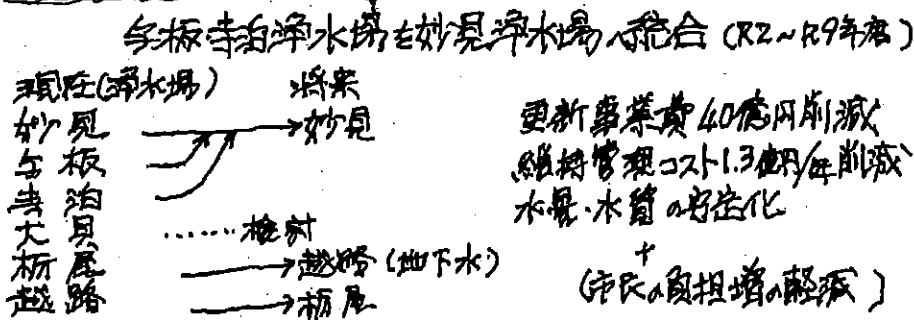 与板寺泊浄水場を妙見浄水場へ統合 (R2~R9年度)
現在(浄水場) 将来
妙見 → 妙見
与板
寺泊
大貝 ……検討
栃尾 → 越路 (地下水)
越路 → 栃尾
更新事業費40億円削減
維持管理コスト1.3億円/年削減
水量・水質の安定化
+
(市民の負担増の軽減)